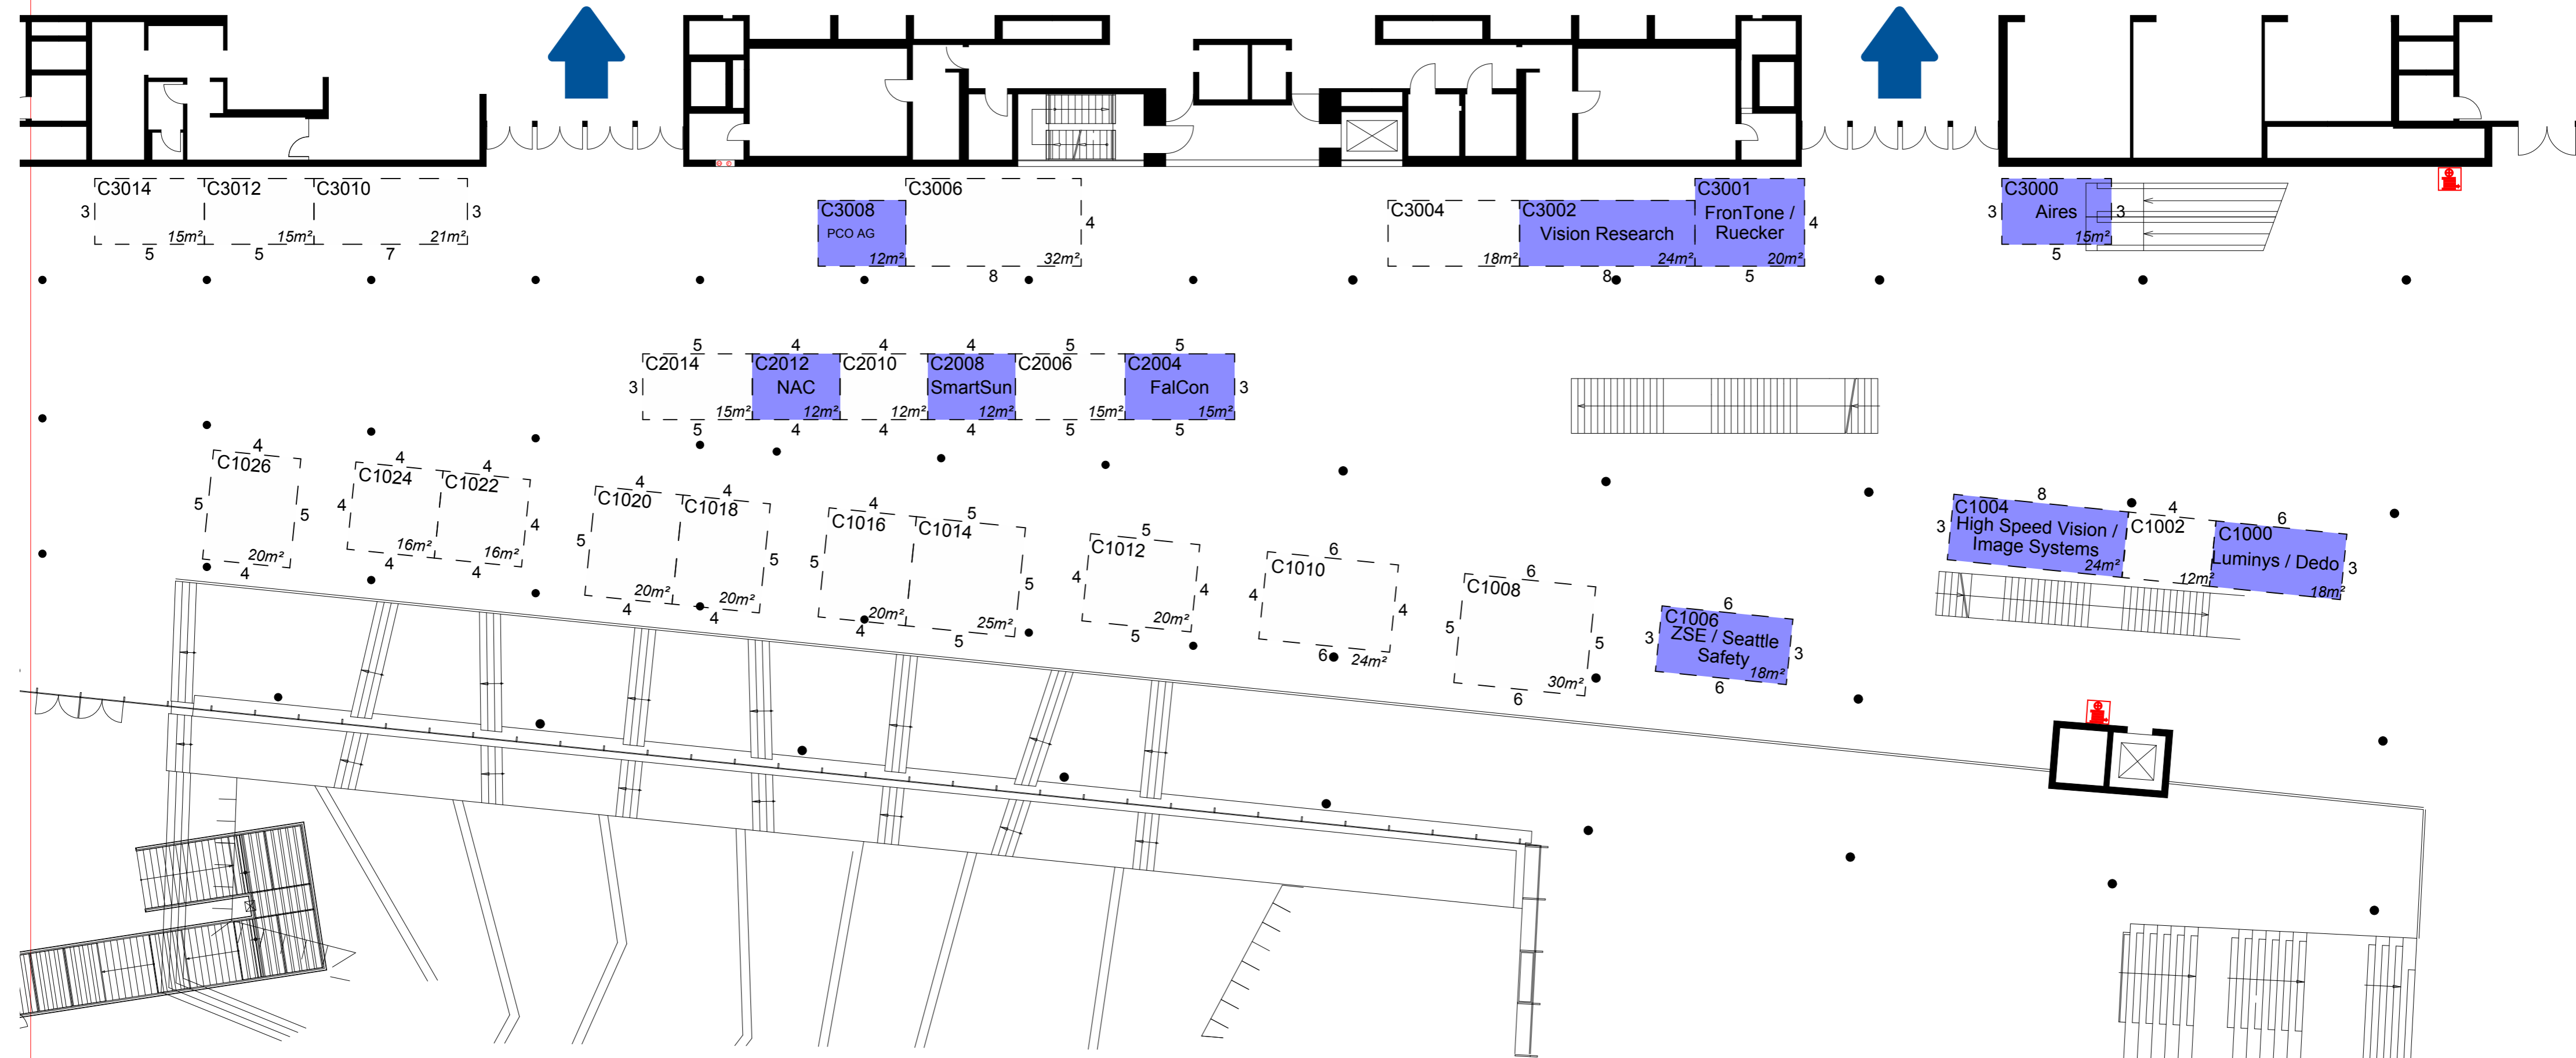 C3014
3
15m²
5
C3012
15m²
5
C3010
3
21m²
7
C3008
PCO AG
12m²
C3006
4
32m²
8
C3004
18m²
C3002
Vision Research
24m²
8
C3001
FronTone /
Ruecker
4
20m²
5
C3000
3
Aires
3
15m²
5
5
C2014
3
15m²
5
4
C2012
NAC
12m²
4
4
C2010
12m²
4
4
C2008
SmartSun
12m²
4
5
C2006
15m²
5
5
C2004
FalCon
3
15m²
5
4
C1026
5
5
20m²
4
4
C1024
4
16m²
4
4
C1022
4
16m²
4
4
C1020
5
20m²
4
4
C1018
5
20m²
4
4
C1016
5
20m²
4
5
C1014
5
25m²
5
5
C1012
4
4
20m²
5
6
C1010
4
4
24m²
6
6
C1008
5
5
30m²
6
6
C1006
3
ZSE / Seattle
Safety
3
18m²
6
8
C1004
3
High Speed Vision /
Image Systems
24m²
4
C1002
12m²
6
C1000
Luminys / Dedo
3
18m²